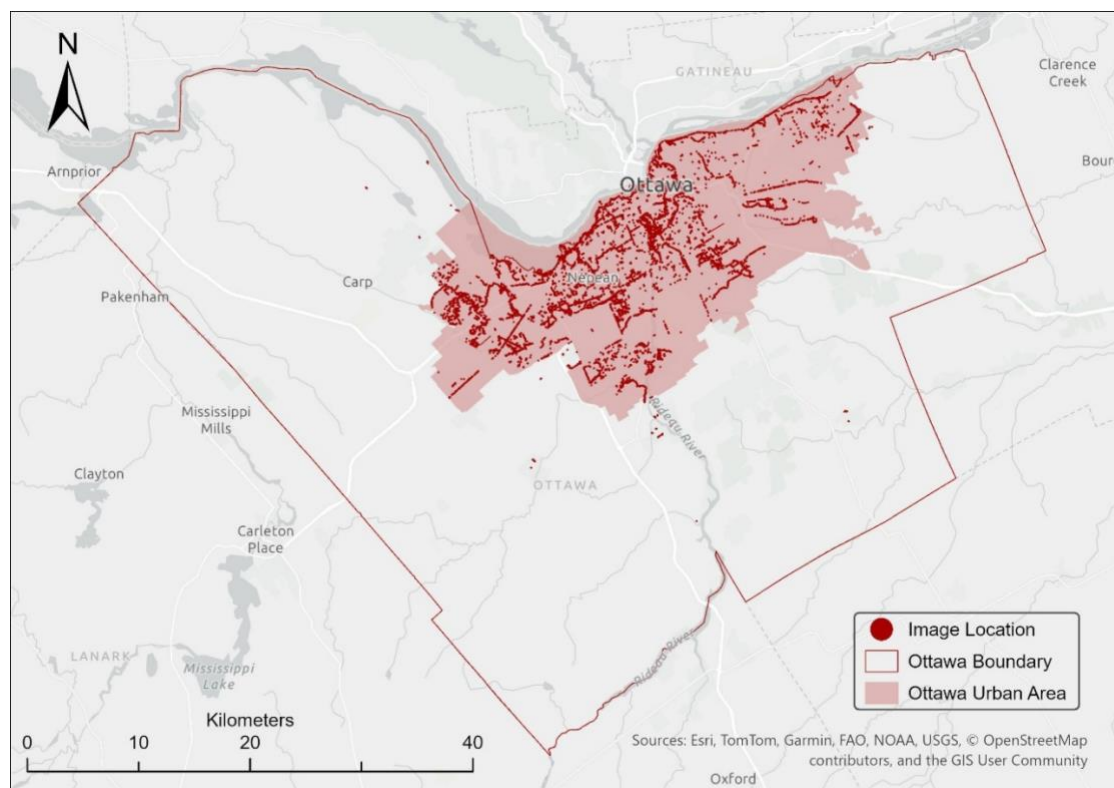 N
GATINEAU
Clarence
Creek
Arnprior
Bour
Ottawa
Carp
Nepean
Pakenham
Mississippi
Mills
Rideau River
Clayton
OTTAWA
Carleton
Place
LANARK
Mississippi
Lake
Rideau River
Image Location
Ottawa Boundary
Ottawa Urban Area
Kilometers
0 10 20 40
Sources: Esri, TomTom, Garmin, FAO, NOAA, USGS, © OpenStreetMap
contributors, and the GIS User Community
Oxford